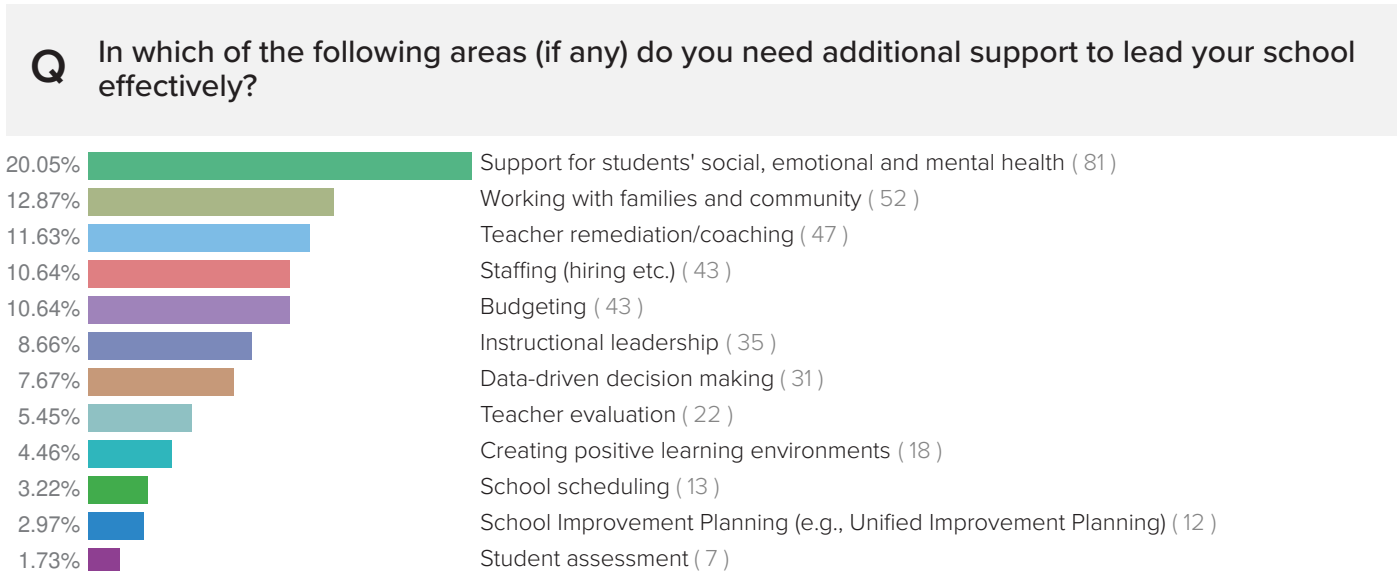 Q
In which of the following areas (if any) do you need additional support to lead your school
effectively?
20.05% Support for students' social, emotional and mental health ( 81 )
12.87% Working with families and community ( 52 )
11.63% Teacher remediation/coaching ( 47 )
10.64% Staffing (hiring etc.) ( 43 )
10.64% Budgeting ( 43 )
8.66% Instructional leadership ( 35 )
7.67% Data-driven decision making ( 31 )
5.45% Teacher evaluation ( 22 )
4.46% Creating positive learning environments ( 18 )
3.22% School scheduling ( 13 )
2.97% School Improvement Planning (e.g., Unified Improvement Planning) ( 12 )
1.73% Student assessment ( 7 )